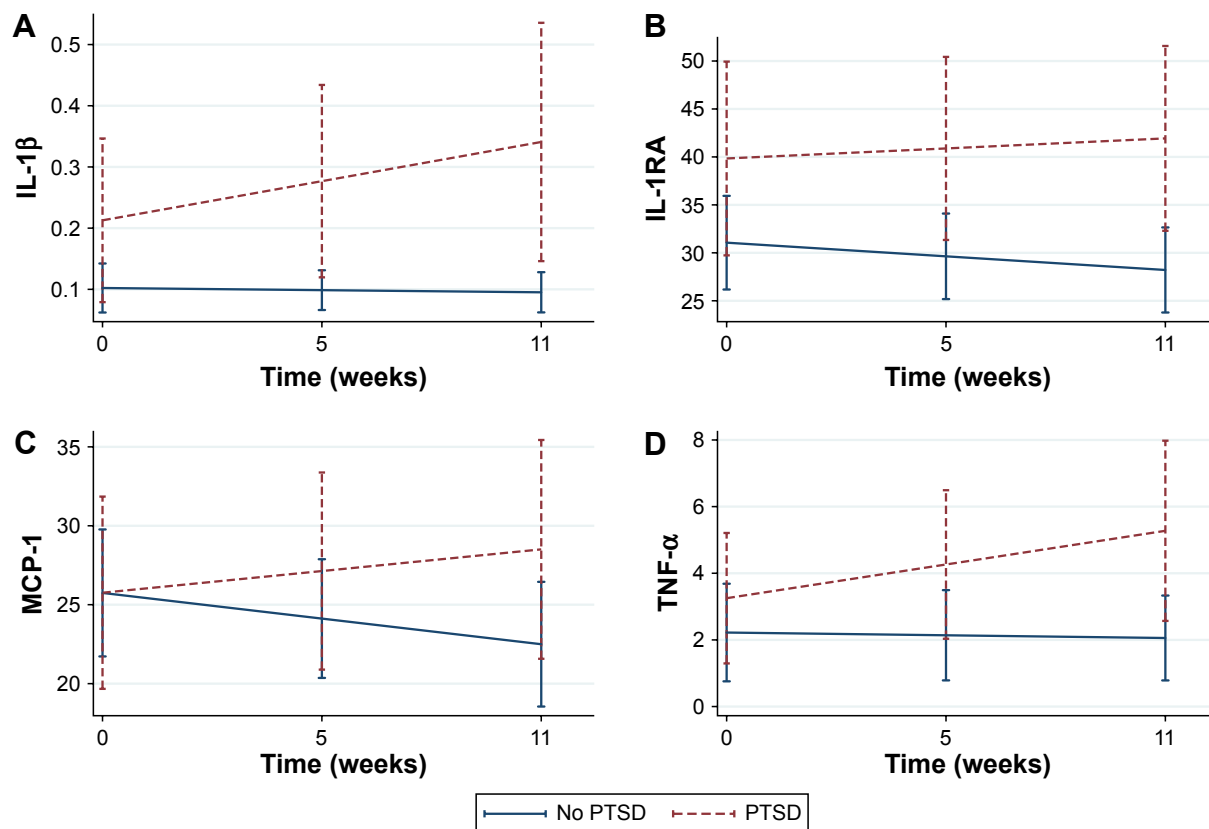 A
IL-1β
0.5
0.4
0.3
0.2
0.1
0 5 11
Time (weeks)
B
IL-1RA
50
45
40
35
30
25
0 5 11
Time (weeks)
C
MCP-1
35
30
25
20
0 5 11
Time (weeks)
D
TNF-α
8
6
4
2
0
0 5 11
Time (weeks)
No PTSD PTSD